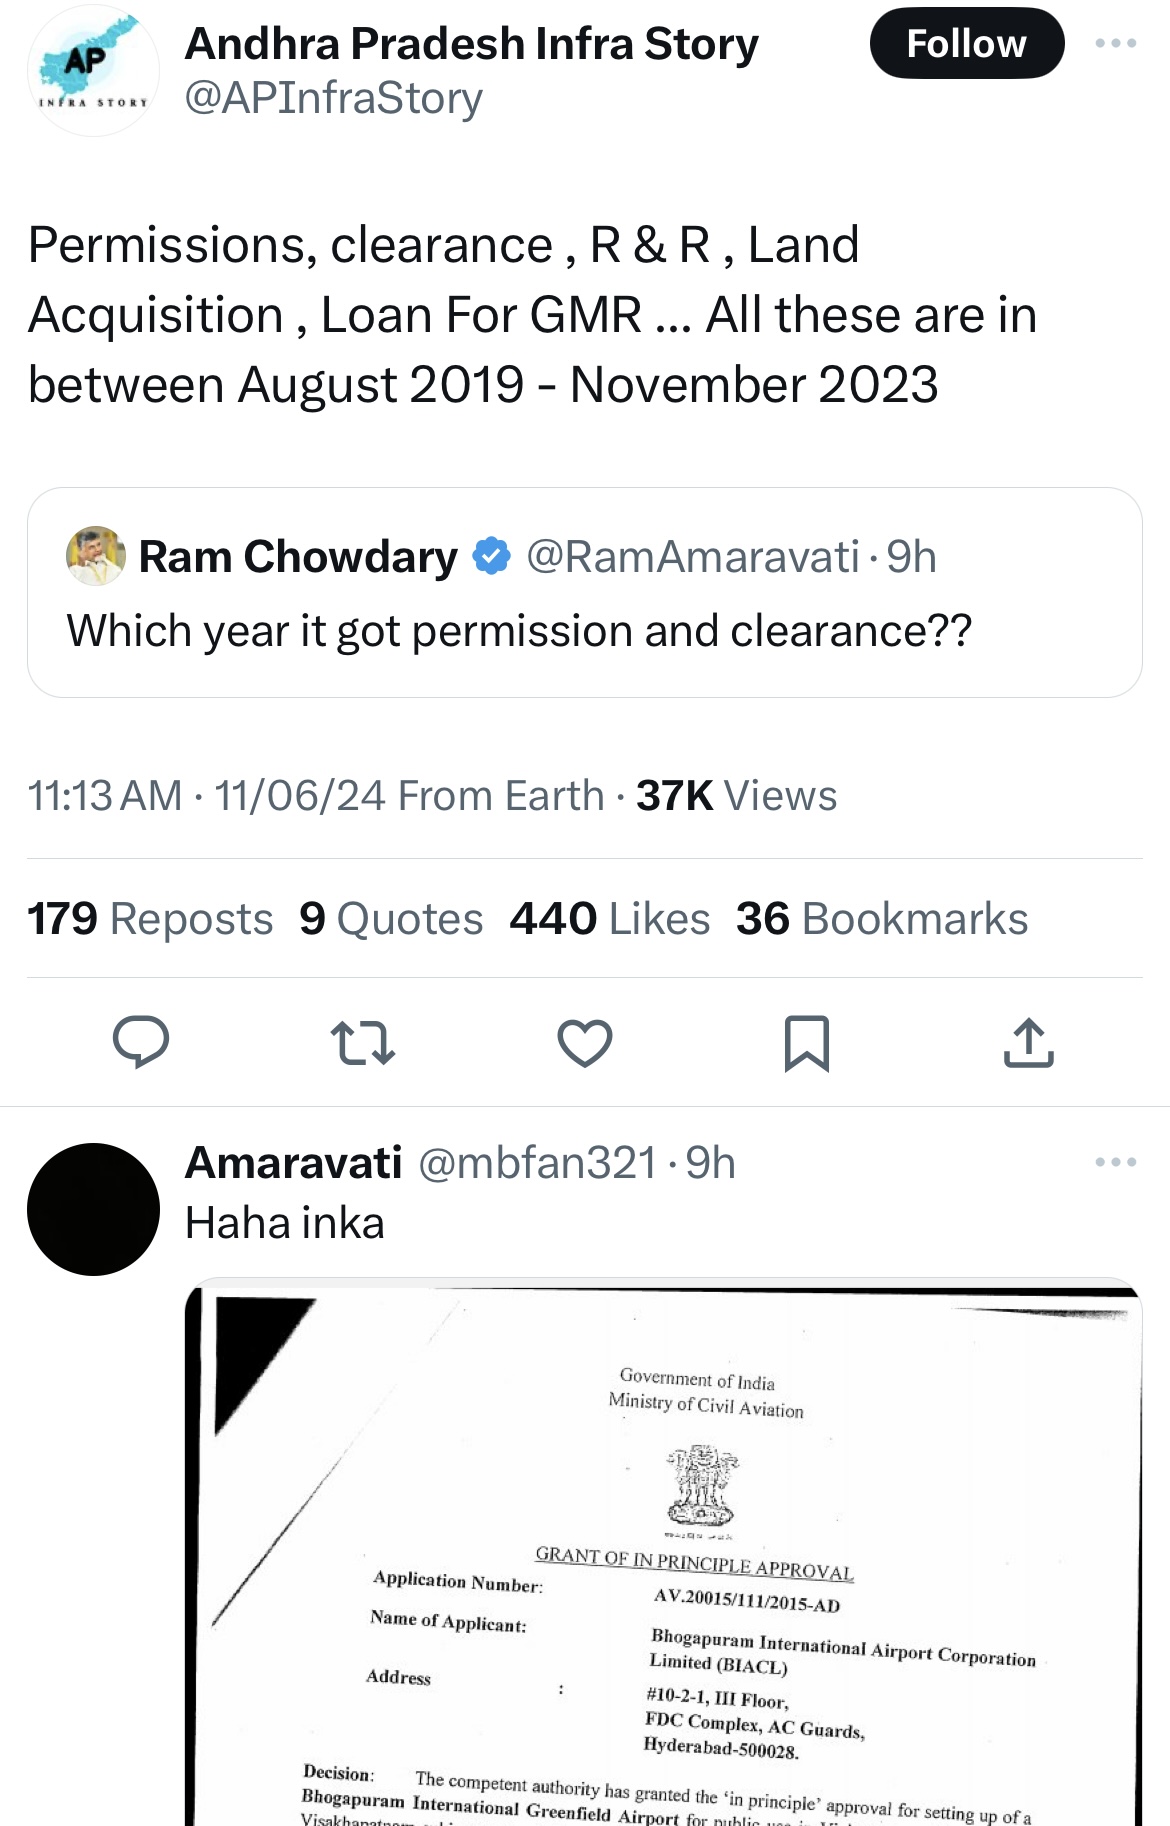 AP
INFRA STORY
Andhra Pradesh Infra Story
@APInfraStory
Follow
Permissions, clearance , R & R , Land
Acquisition , Loan For GMR ... All these are in
between August 2019 - November 2023
Ram Chowdary @RamAmaravati · 9h
Which year it got permission and clearance??
11:13 AM · 11/06/24 From Earth · 37K Views
179 Reposts 9 Quotes 440 Likes 36 Bookmarks
Amaravati @mbfan321 · 9h
Haha inka
Government of India
Ministry of Civil Aviation
GRANT OF IN PRINCIPLE APPROVAL
Application Number: AV.20015/111/2015-AD
Name of Applicant: Bhogapuram International Airport Corporation
Limited (BIACL)
Address : #10-2-1, III Floor,
FDC Complex, AC Guards,
Hyderabad-500028.
Decision: The competent authority has granted the 'in principle' approval for setting up of a
Bhogapuram International Greenfield Airport for public use in